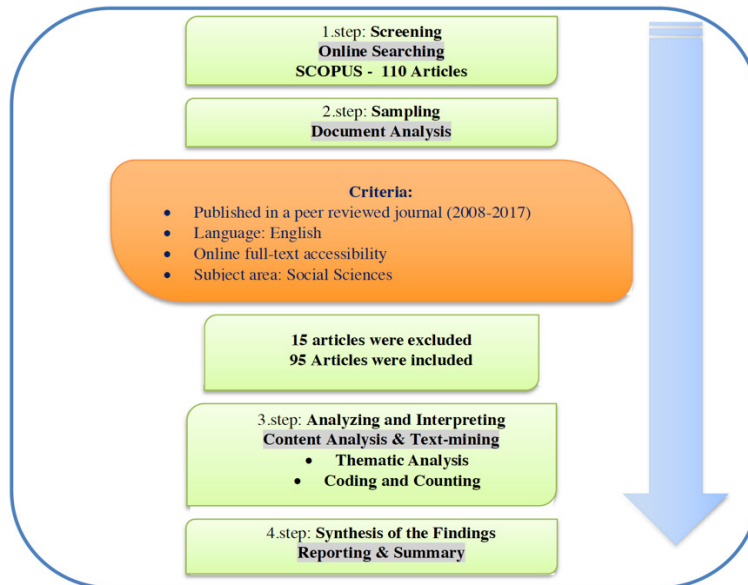 1.step: Screening
Online Searching
SCOPUS - 110 Articles
2.step: Sampling
Document Analysis
Criteria:
• Published in a peer reviewed journal (2008-2017)
• Language: English
• Online full-text accessibility
• Subject area: Social Sciences
15 articles were excluded
95 Articles were included
3.step: Analyzing and Interpreting
Content Analysis & Text-mining
• Thematic Analysis
• Coding and Counting
4.step: Synthesis of the Findings
Reporting & Summary